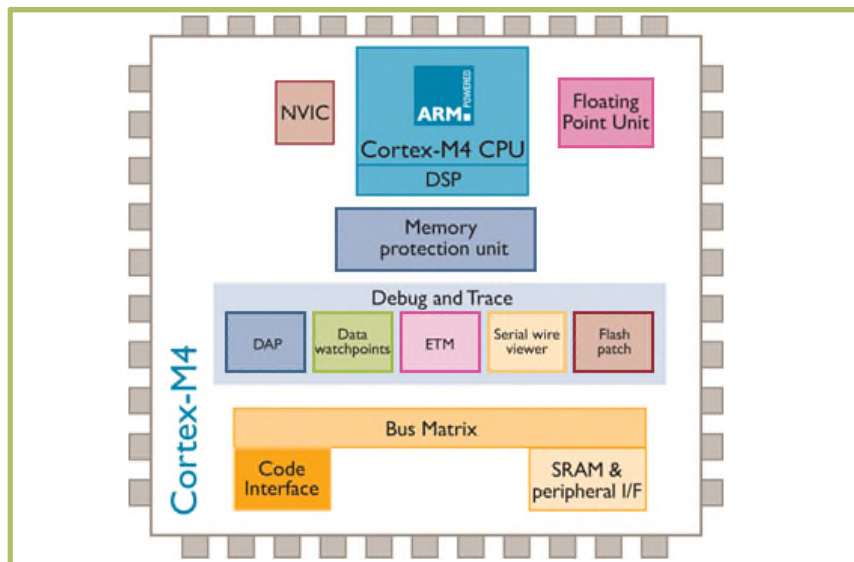 NVIC
ARM
POWERED
Cortex-M4 CPU
DSP
Floating
Point Unit
Memory
protection unit
Debug and Trace
DAP
Data
watchpoints
ETM
Serial wire
viewer
Flash
patch
Cortex-M4
Bus Matrix
Code
Interface
SRAM &
peripheral I/F